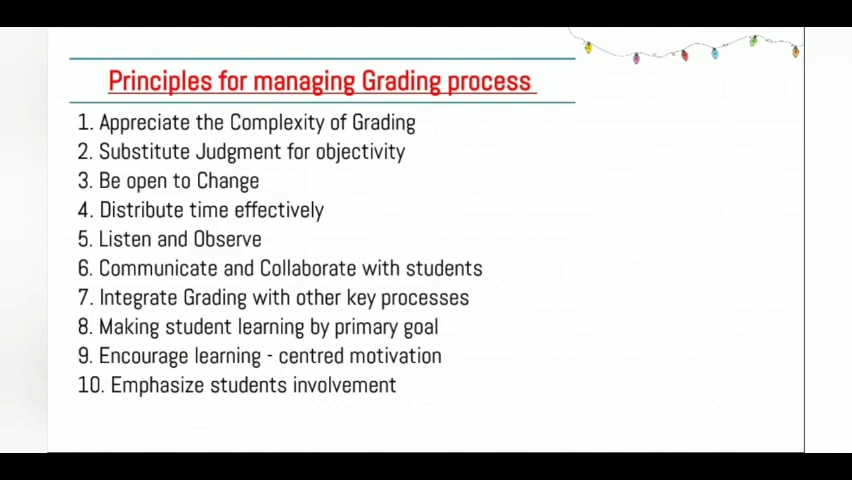 Principles for managing Grading process
1. Appreciate the Complexity of Grading
2. Substitute Judgment for objectivity
3. Be open to Change
4. Distribute time effectively
5. Listen and Observe
6. Communicate and Collaborate with students
7. Integrate Grading with other key processes
8. Making student learning by primary goal
9. Encourage learning - centred motivation
10. Emphasize students involvement